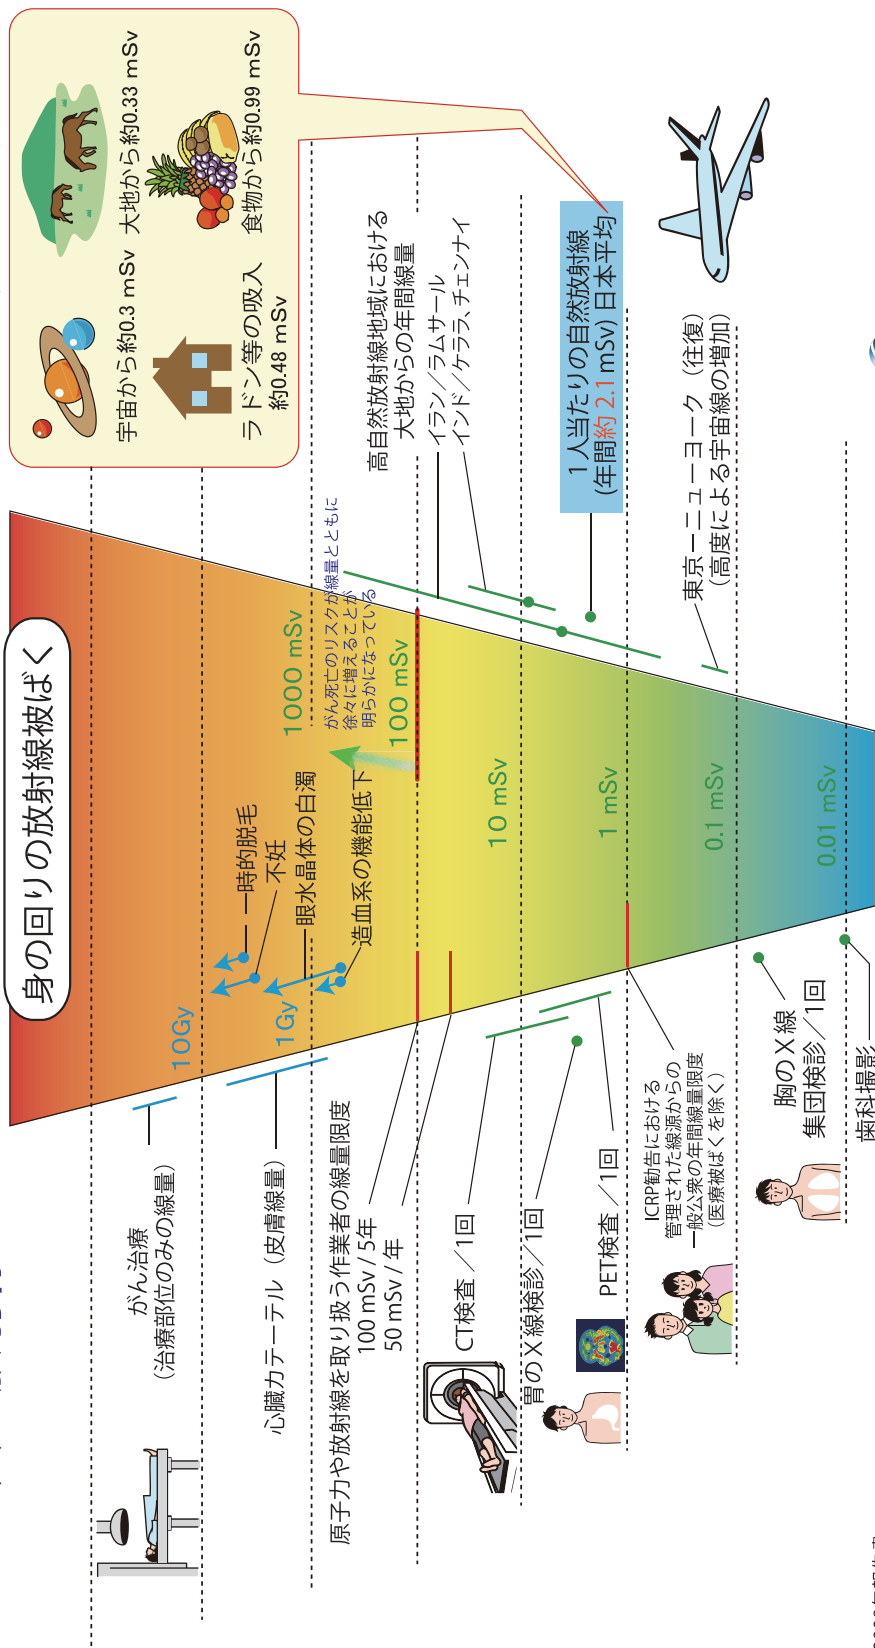 身の回りの放射線被ばく
宇宙から約0.3 mSv
大地から約0.33 mSv
ラドン等の吸入
約0.48 mSv
食物から約0.99 mSv
10Gy
1Gy
1000 mSv
100 mSv
10 mSv
1 mSv
0.1 mSv
0.01 mSv
一時的脱毛
不妊
眼水晶体の白濁
造血系の機能低下
がん死亡のリスクが線量とともに
徐々に増えることが
明らかになっている
がん治療
(治療部位のみの線量)
心臓カテーテル（皮膚線量）
原子力や放射線を取り扱う作業者の線量限度
100 mSv / 5年
50 mSv / 年
CT検査 ／1回
胃のX線検診／1回
PET検査 ／1回
ICRP勧告における
管理された線源からの
一般公衆の年間線量限度
（医療被ばくを除く）
胸のX線
集団検診／1回
歯科撮影
高自然放射線地域における
大地からの年間線量
イラン／ラムサール
インド／ケララ、チェンナイ
1人当たりの自然放射線
(年間約 2.1 mSv) 日本平均
東京ーニューヨーク（往復）
（高度による宇宙線の増加）